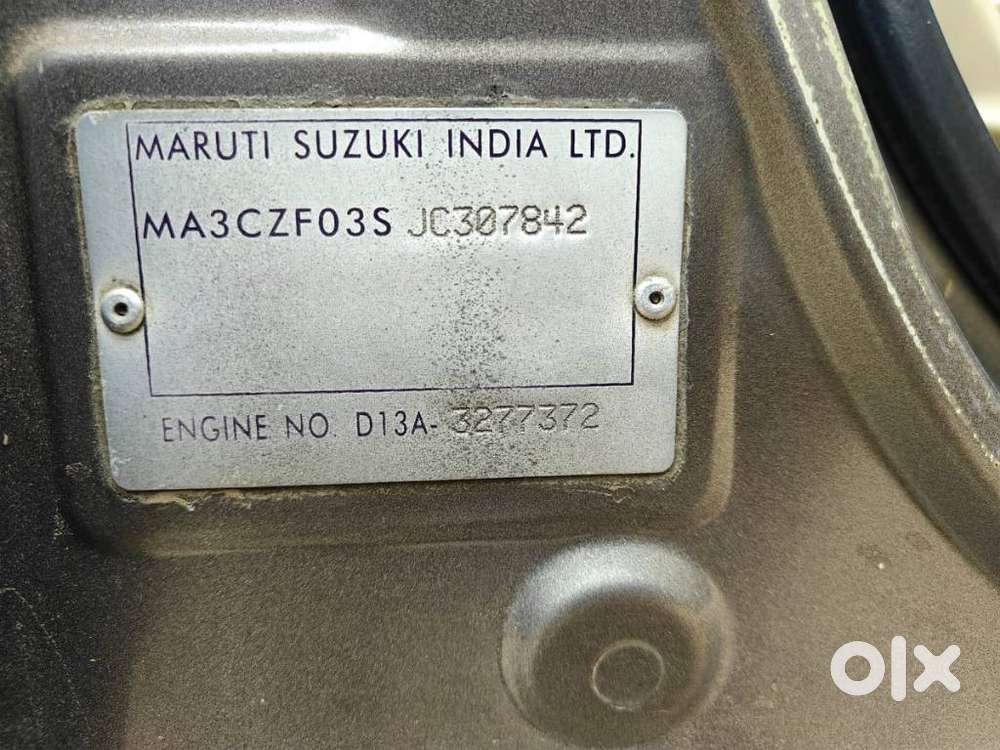 MARUTI SUZUKI INDIA LTD.
MA3CZF03S JC307842
ENGINE NO. D13A-3277372
olx